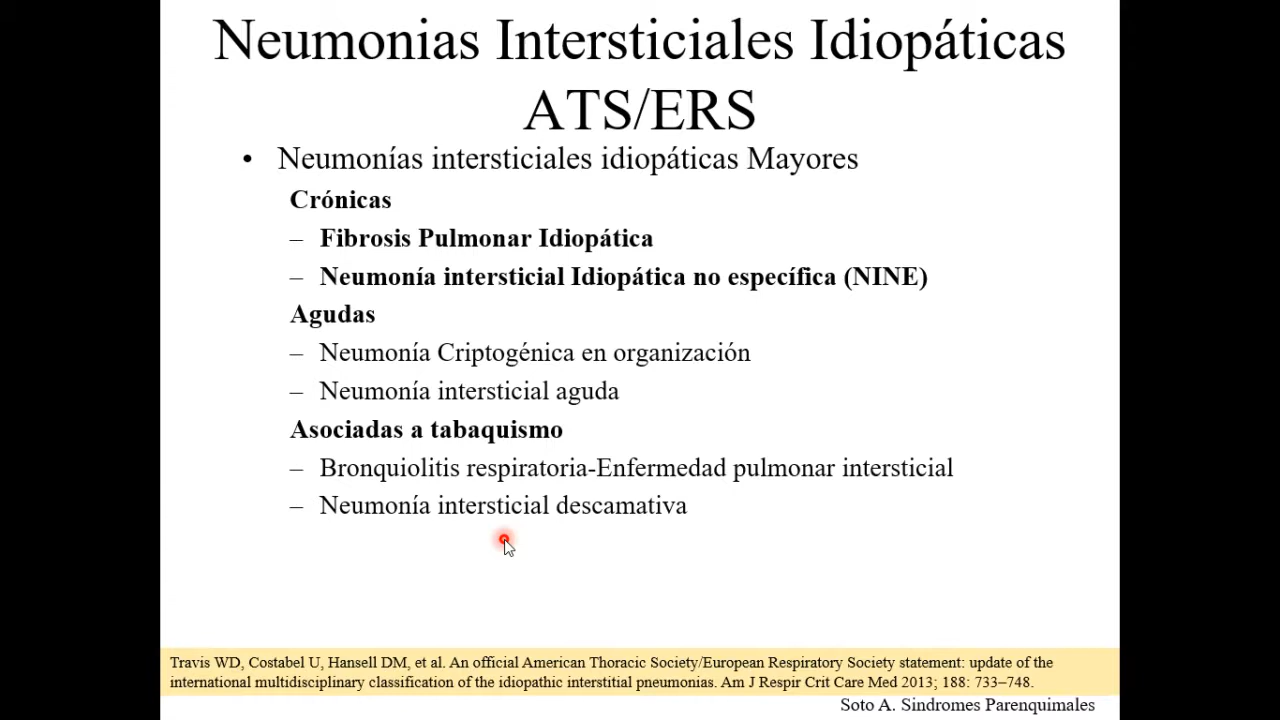 Neumonias Intersticiales Idiopáticas
ATS/ERS
• Neumonías intersticiales idiopáticas Mayores
Crónicas
– Fibrosis Pulmonar Idiopática
– Neumonía intersticial Idiopática no específica (NINE)
Agudas
– Neumonía Criptogénica en organización
– Neumonía intersticial aguda
Asociadas a tabaquismo
– Bronquiolitis respiratoria-Enfermedad pulmonar intersticial
– Neumonía intersticial descamativa
Travis WD, Costabel U, Hansell DM, et al. An official American Thoracic Society/European Respiratory Society statement: update of the
international multidisciplinary classification of the idiopathic interstitial pneumonias. Am J Respir Crit Care Med 2013; 188: 733–748.
Soto A. Sindromes Parenquimales